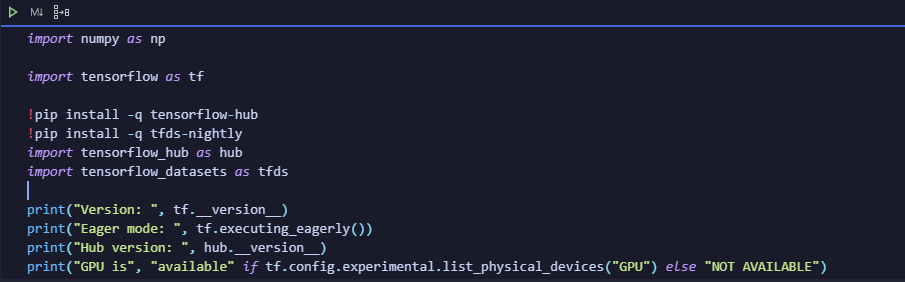 M↓
import numpy as np
import tensorflow as tf
!pip install -q tensorflow-hub
!pip install -q tfds-nightly
import tensorflow_hub as hub
import tensorflow_datasets as tfds
print("Version: ", tf.__version__)
print("Eager mode: ", tf.executing_eagerly())
print("Hub version: ", hub.__version__)
print("GPU is", "available" if tf.config.experimental.list_physical_devices("GPU") else "NOT AVAILABLE")